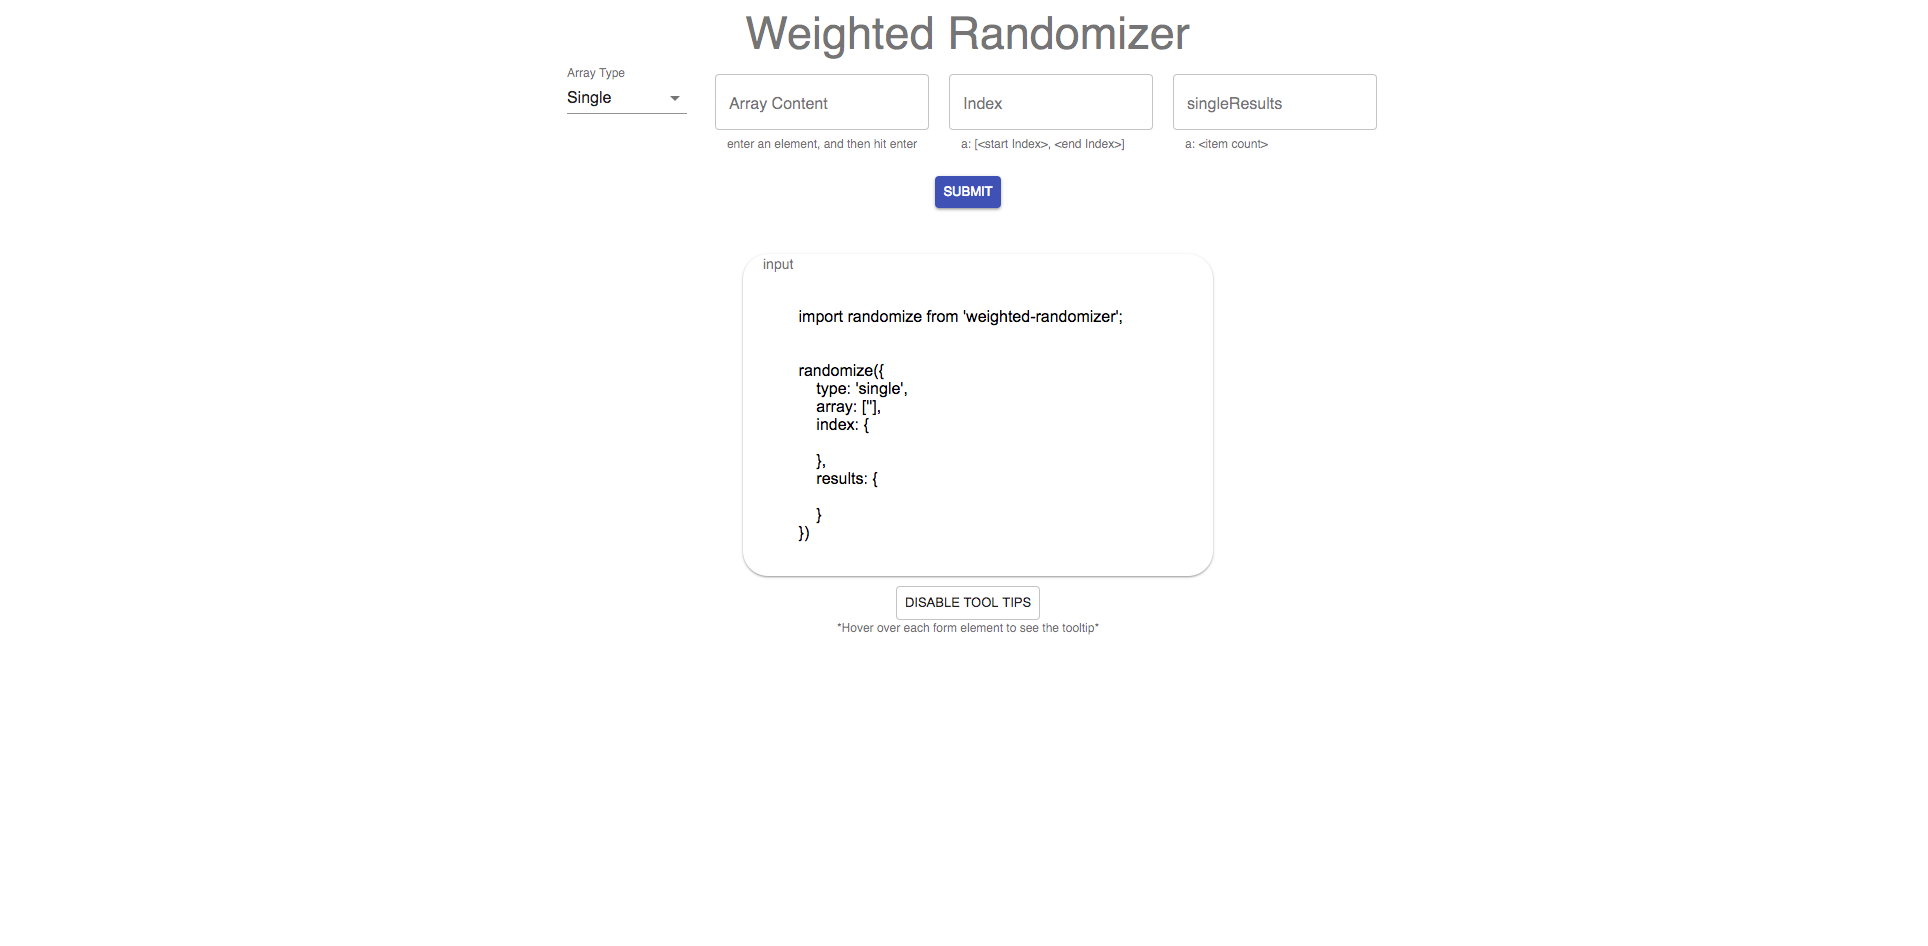 Weighted Randomizer
Array Type
Single
Array Content
Index
singleResults
enter an element, and then hit enter
a: [<start Index>, <end Index>]
a: <item count>
SUBMIT
input
import randomize from 'weighted-randomizer';
randomize({
type: 'single',
array: [''],
index: {
},
results: {
}
})
DISABLE TOOL TIPS
*Hover over each form element to see the tooltip*